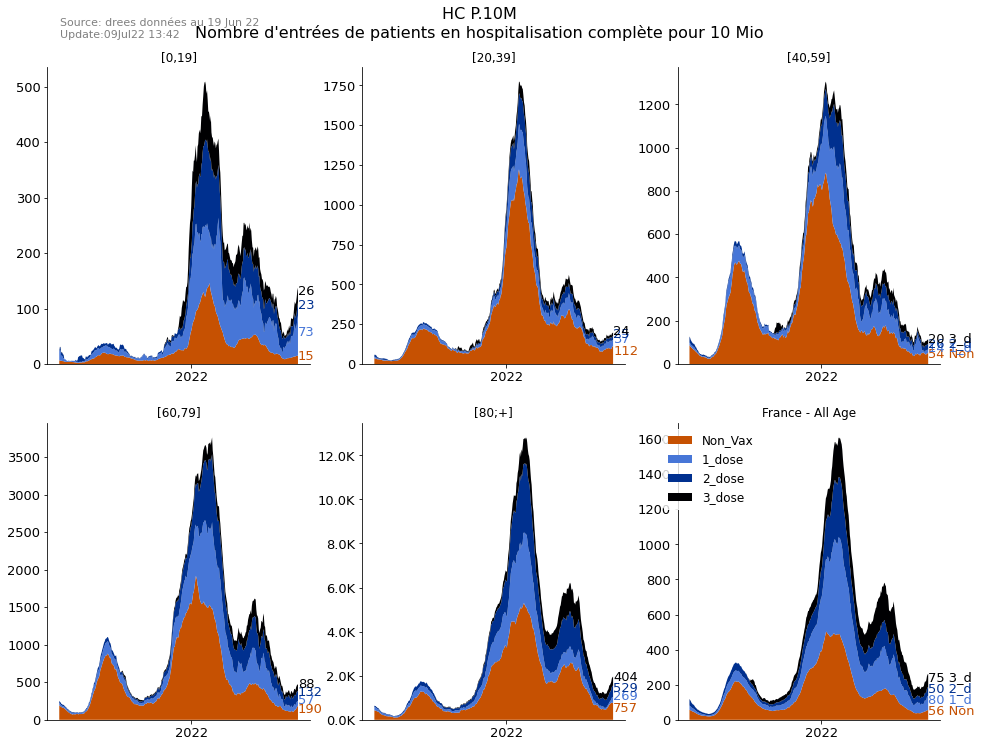 HC P.10M
Source: drees données au 19 Jun 22
Update:09Jul22 13:42
Nombre d'entrées de patients en hospitalisation complète pour 10 Mio
[0,19]
500
400
300
200
100
0
2022
26
23
73
15
[20,39]
1750
1500
1250
1000
750
500
250
0
2022
24
57
112
[40,59]
1200
1000
800
600
400
200
0
2022
20 3_d
2_d
54 Non
[60,79]
3500
3000
2500
2000
1500
1000
500
0
2022
88
132
57
190
[80;+]
12.0K
10.0K
8.0K
6.0K
4.0K
2.0K
0.0K
2022
404
529
269
757
France - All Age
1000
800
600
400
200
0
2022
Non_Vax
1_dose
2_dose
3_dose
75 3_d
50 2_d
80 1_d
56 Non